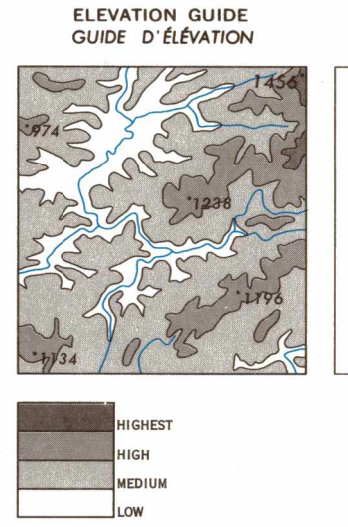 ELEVATION GUIDE
GUIDE D'ÉLÉVATION
1456
974
1238
1196
1134
HIGHEST
HIGH
MEDIUM
LOW